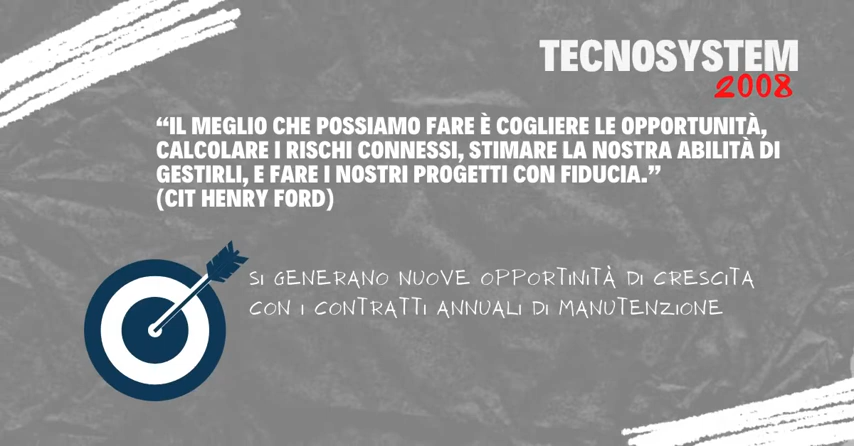 TECNOSYSTEM
2008
“IL MEGLIO CHE POSSIAMO FARE È COGLIERE LE OPPORTUNITÀ,
CALCOLARE I RISCHI CONNESSI, STIMARE LA NOSTRA ABILITÀ DI
GESTIRLI, E FARE I NOSTRI PROGETTI CON FIDUCIA.”
(CIT HENRY FORD)
SI GENERANO NUOVE OPPORTINITÀ DI CRESCITA
CON I CONTRATTI ANNUALI DI MANUTENZIONE